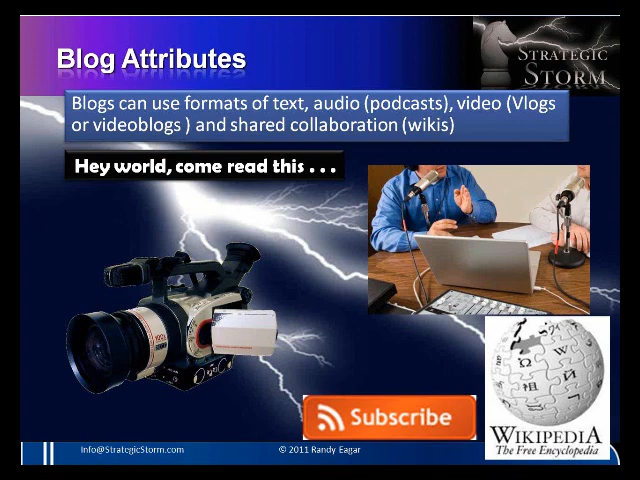 Blog Attributes
STRATEGIC
STORM
Blogs can use formats of text, audio (podcasts), video (Vlogs
or videoblogs ) and shared collaboration (wikis)
Hey world, come read this . . .
Subscribe
Ω
W
И
WIKIPEDIA
The Free Encyclopedia
Info@StrategicStorm.com
© 2011 Randy Eagar